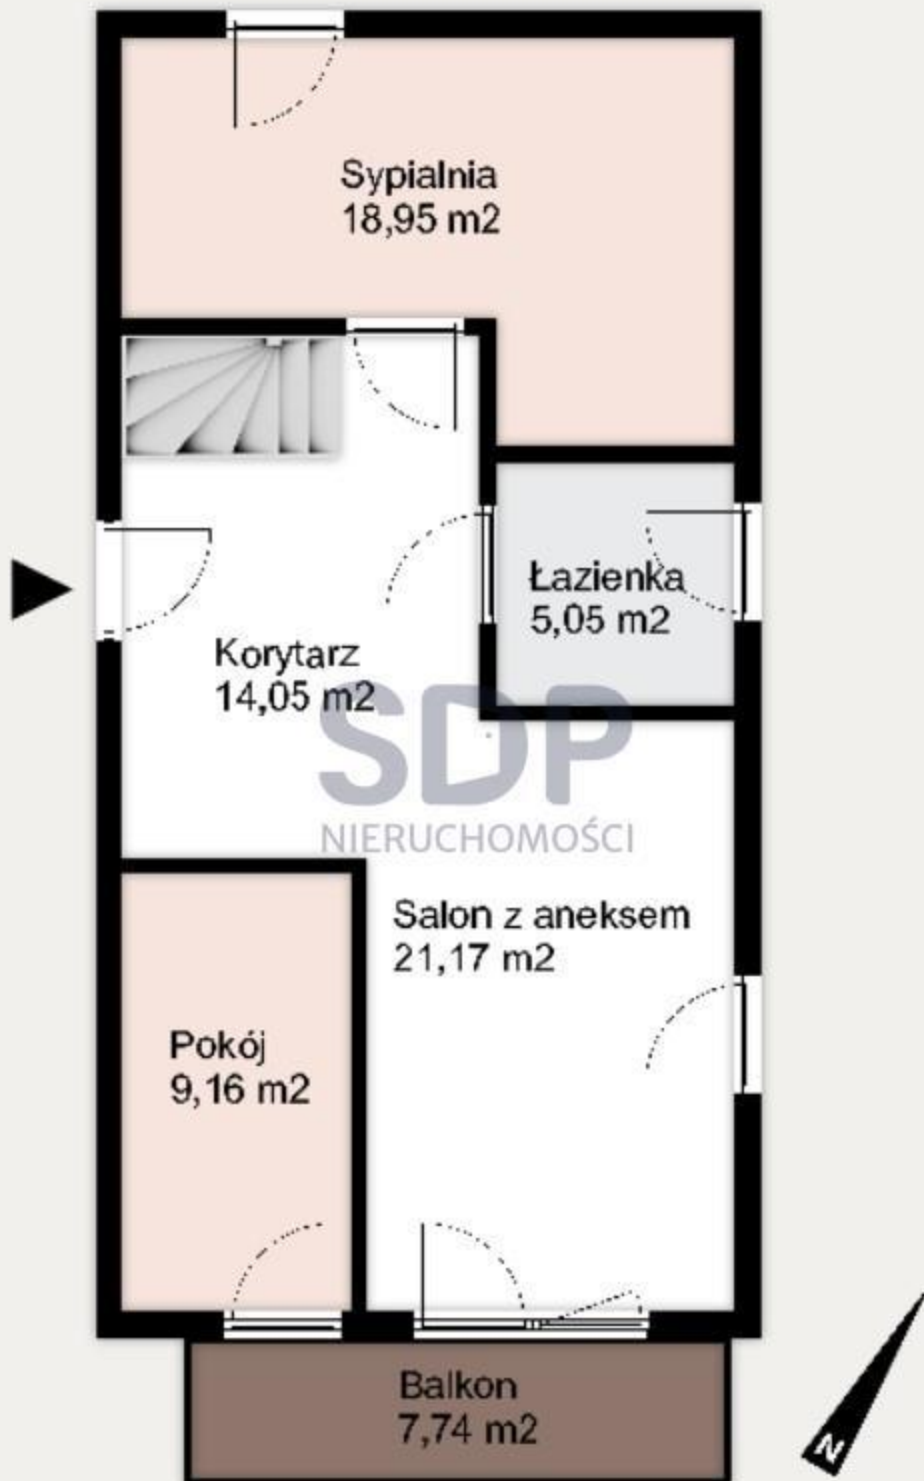 Sypialnia
18,95 m2
Łazienka
5,05 m2
Korytarz
14,05 m2
SDP
NIERUCHOMOŚCI
Salon z aneksem
21,17 m2
Pokój
9,16 m2
Balkon
7,74 m2
N